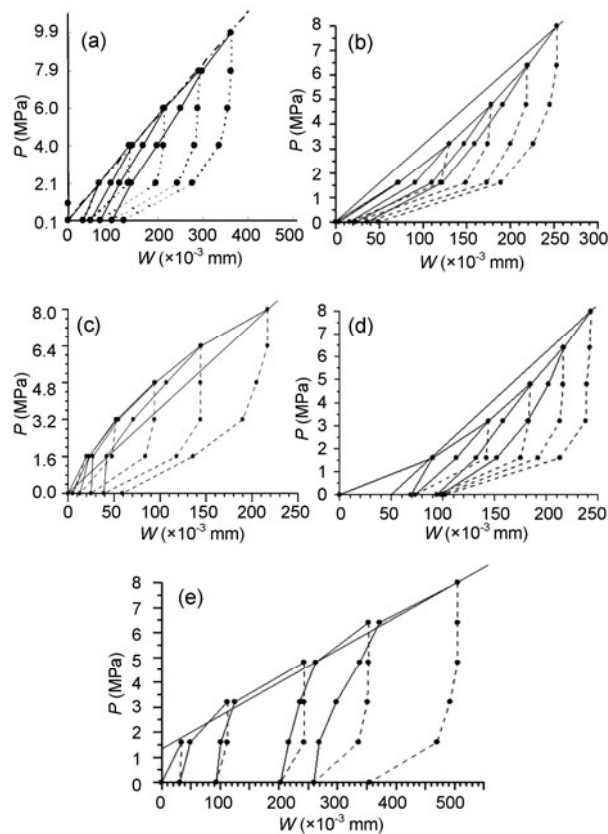 (a)
P (MPa)
9.9
7.9
6.0
4.0
2.1
0.1
0 100 200 300 400 500
W (×10-3 mm)
(b)
P (MPa)
8
7
6
5
4
3
2
1
0
0 50 100 150 200 250 300
W (×10-3 mm)
(c)
P (MPa)
8.0
6.4
4.8
3.2
1.6
0.0
0 50 100 150 200 250
W (×10-3 mm)
(d)
P (MPa)
8
7
6
5
4
3
2
1
0
0 50 100 150 200 250
W (×10-3 mm)
(e)
P (MPa)
8
7
6
5
4
3
2
1
0
0 100 200 300 400 500
W (×10-3 mm)